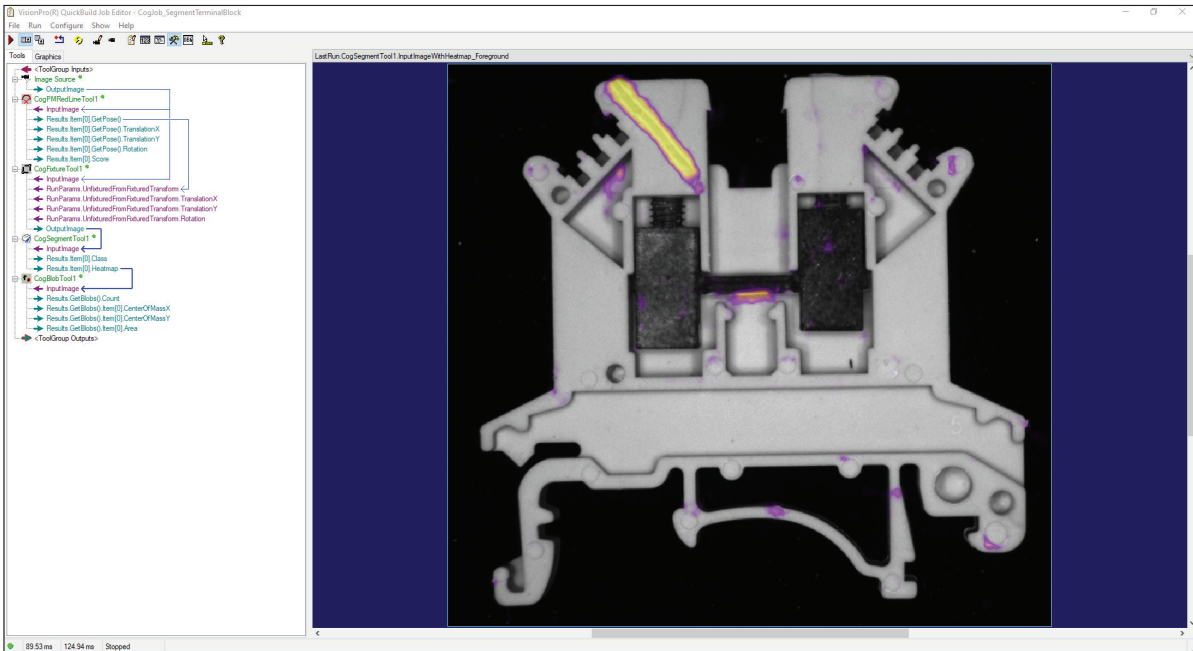 VisionPro(R) QuickBuild Job Editor - CogJob_SegmentTerminalBlock
File Run Configure Show Help
Tools Graphics
<ToolGroup Inputs>
Image Source
OutputImage
CogPMRedLineTool1
InputImage
Results.Item[0].GetPose()
Results.Item[0].GetPose().TranslationX
Results.Item[0].GetPose().TranslationY
Results.Item[0].GetPose().Rotation
Results.Item[0].Score
CogFixtureTool1
InputImage
RunParams.UnfixturedFromFixturedTransform
RunParams.UnfixturedFromFixturedTransform.TranslationX
RunParams.UnfixturedFromFixturedTransform.TranslationY
RunParams.UnfixturedFromFixturedTransform.Rotation
OutputImage
CogSegmentTool1
InputImage
Results.Item[0].Class
Results.Item[0].Heatmap
CogBlobTool1
InputImage
Results.GetBlobs().Count
Results.GetBlobs().Item[0].CenterOfMassX
Results.GetBlobs().Item[0].CenterOfMassY
Results.GetBlobs().Item[0].Area
<ToolGroup Outputs>
LastRun.CogSegmentTool1.InputImageWithHeatmap_Foreground
5
89.53 ms 124.94 ms Stopped